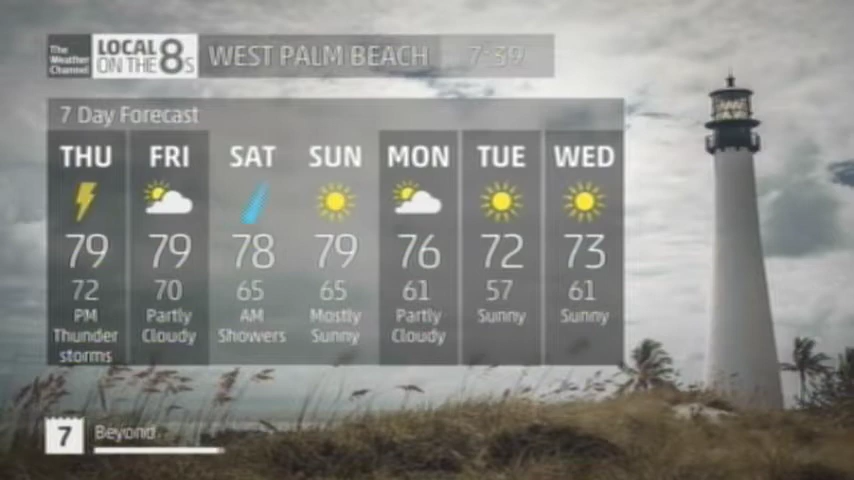 The Weather Channel LOCAL ON THE 8s WEST PALM BEACH 7:39
7 Day Forecast
THU FRI SAT SUN MON TUE WED
79 79 78 79 76 72 73
72 70 65 65 61 57 61
PM Partly AM Mostly Partly Sunny Sunny
Thunder Cloudy Showers Sunny Cloudy
storms
7 Beyond